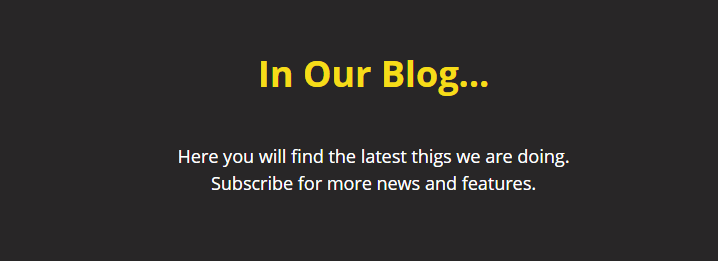 In Our Blog...
Here you will find the latest thigs we are doing.
Subscribe for more news and features.